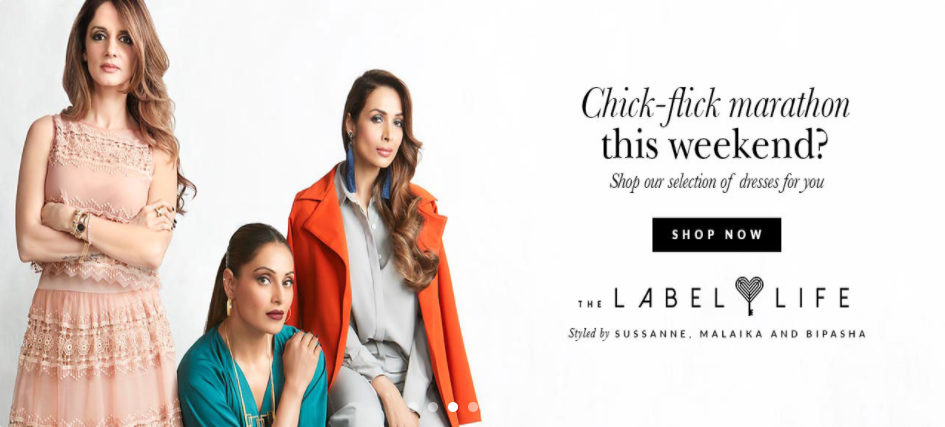 Chick-flick marathon
this weekend?
Shop our selection of dresses for you
SHOP NOW
THE LABEL LIFE
Styled by SUSSANNE, MALAIKA AND BIPASHA